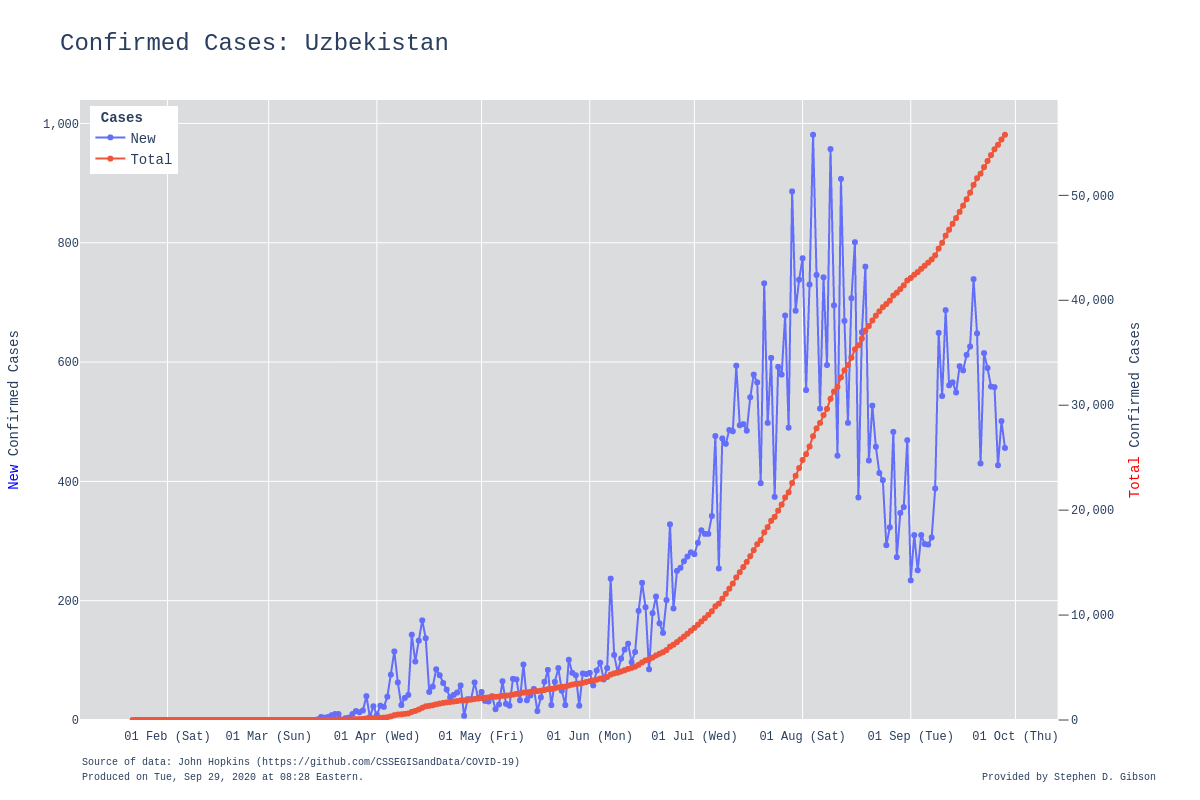 Confirmed Cases: Uzbekistan
Cases
New
Total
1,000
800
600
400
200
0
50,000
40,000
30,000
20,000
10,000
0
New Confirmed Cases
Total Confirmed Cases
01 Feb (Sat) 01 Mar (Sun) 01 Apr (Wed) 01 May (Fri) 01 Jun (Mon) 01 Jul (Wed) 01 Aug (Sat) 01 Sep (Tue) 01 Oct (Thu)
Source of data: John Hopkins (https://github.com/CSSEGISandData/COVID-19)
Produced on Tue, Sep 29, 2020 at 08:28 Eastern.
Provided by Stephen D. Gibson